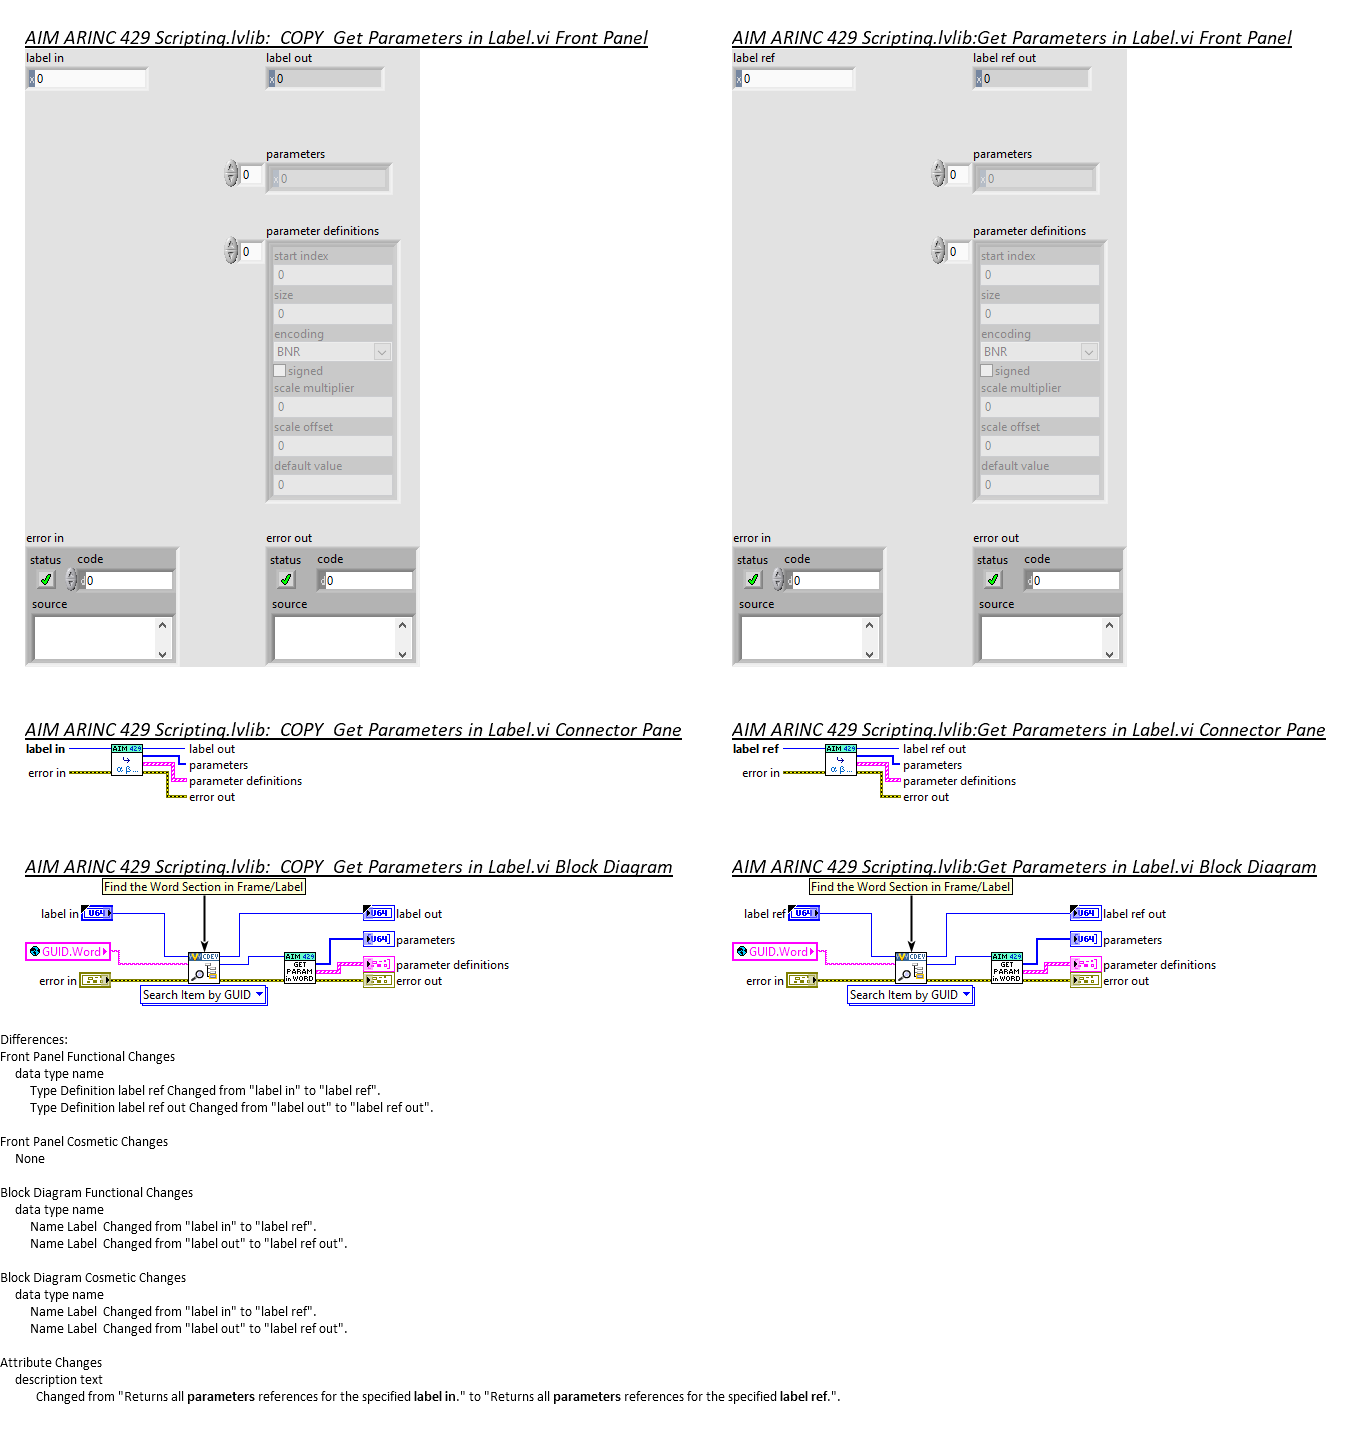 AIM ARINC 429 Scripting.lvlib:_COPY_Get Parameters in Label.vi Front Panel
label in
label out
0
0
parameters
0
0
parameter definitions
0
start index
0
size
0
encoding
BNR
signed
scale multiplier
0
scale offset
0
default value
0
error in
error out
status code
status code
d0
d0
source
source
AIM ARINC 429 Scripting.lvlib:Get Parameters in Label.vi Front Panel
label ref
label ref out
x0
x0
parameters
0
x0
parameter definitions
0
start index
0
size
0
encoding
BNR
signed
scale multiplier
0
scale offset
0
default value
0
error in
error out
status code
status code
d0
d0
source
source
AIM ARINC 429 Scripting.lvlib:_COPY_Get Parameters in Label.vi Connector Pane
label in
AIM 429
label out
α β...
parameters
error in
parameter definitions
error out
AIM ARINC 429 Scripting.lvlib:Get Parameters in Label.vi Connector Pane
label ref
AIM 429
label ref out
α β...
parameters
error in
parameter definitions
error out
AIM ARINC 429 Scripting.lvlib:_COPY_Get Parameters in Label.vi Block Diagram
Find the Word Section in Frame/Label
label in U64
U64 label out
U64 parameters
GUID.Word
CDEV
AIM 429
GET
PARAM
in WORD
parameter definitions
error in
error out
Search Item by GUID
AIM ARINC 429 Scripting.lvlib:Get Parameters in Label.vi Block Diagram
Find the Word Section in Frame/Label
label ref U64
U64 label ref out
U64 parameters
GUID.Word
CDEV
AIM 429
GET
PARAM
in WORD
parameter definitions
error in
error out
Search Item by GUID
Differences:
Front Panel Functional Changes
data type name
Type Definition label ref Changed from "label in" to "label ref".
Type Definition label ref out Changed from "label out" to "label ref out".
Front Panel Cosmetic Changes
None
Block Diagram Functional Changes
data type name
Name Label  Changed from "label in" to "label ref".
Name Label  Changed from "label out" to "label ref out".
Block Diagram Cosmetic Changes
data type name
Name Label  Changed from "label in" to "label ref".
Name Label  Changed from "label out" to "label ref out".
Attribute Changes
description text
Changed from "Returns all parameters references for the specified label in." to "Returns all parameters references for the specified label ref.".